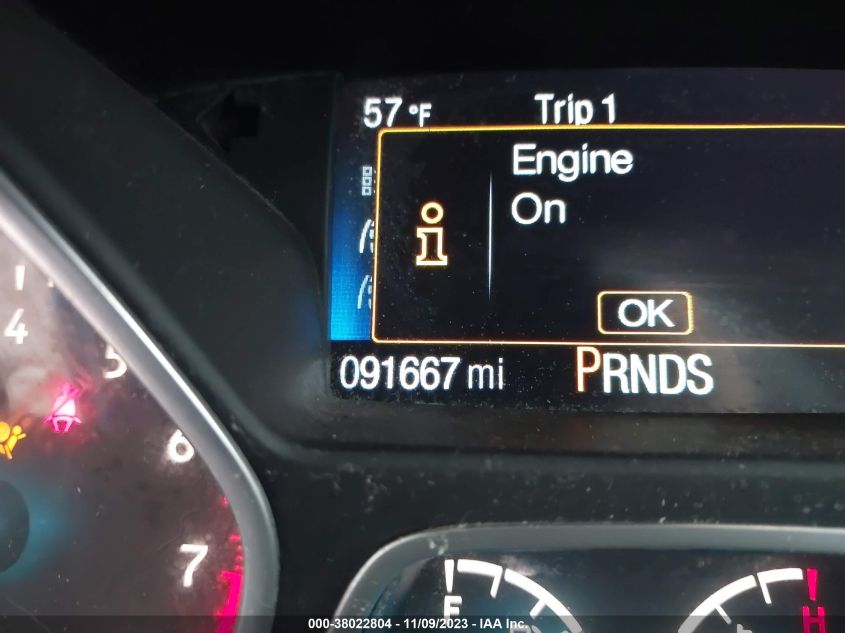 57 °F Trip 1
Engine
On
OK
091667 mi PRNDS
4
5
6
7
F
H
000-38022804 - 11/09/2023 - IAA Inc.